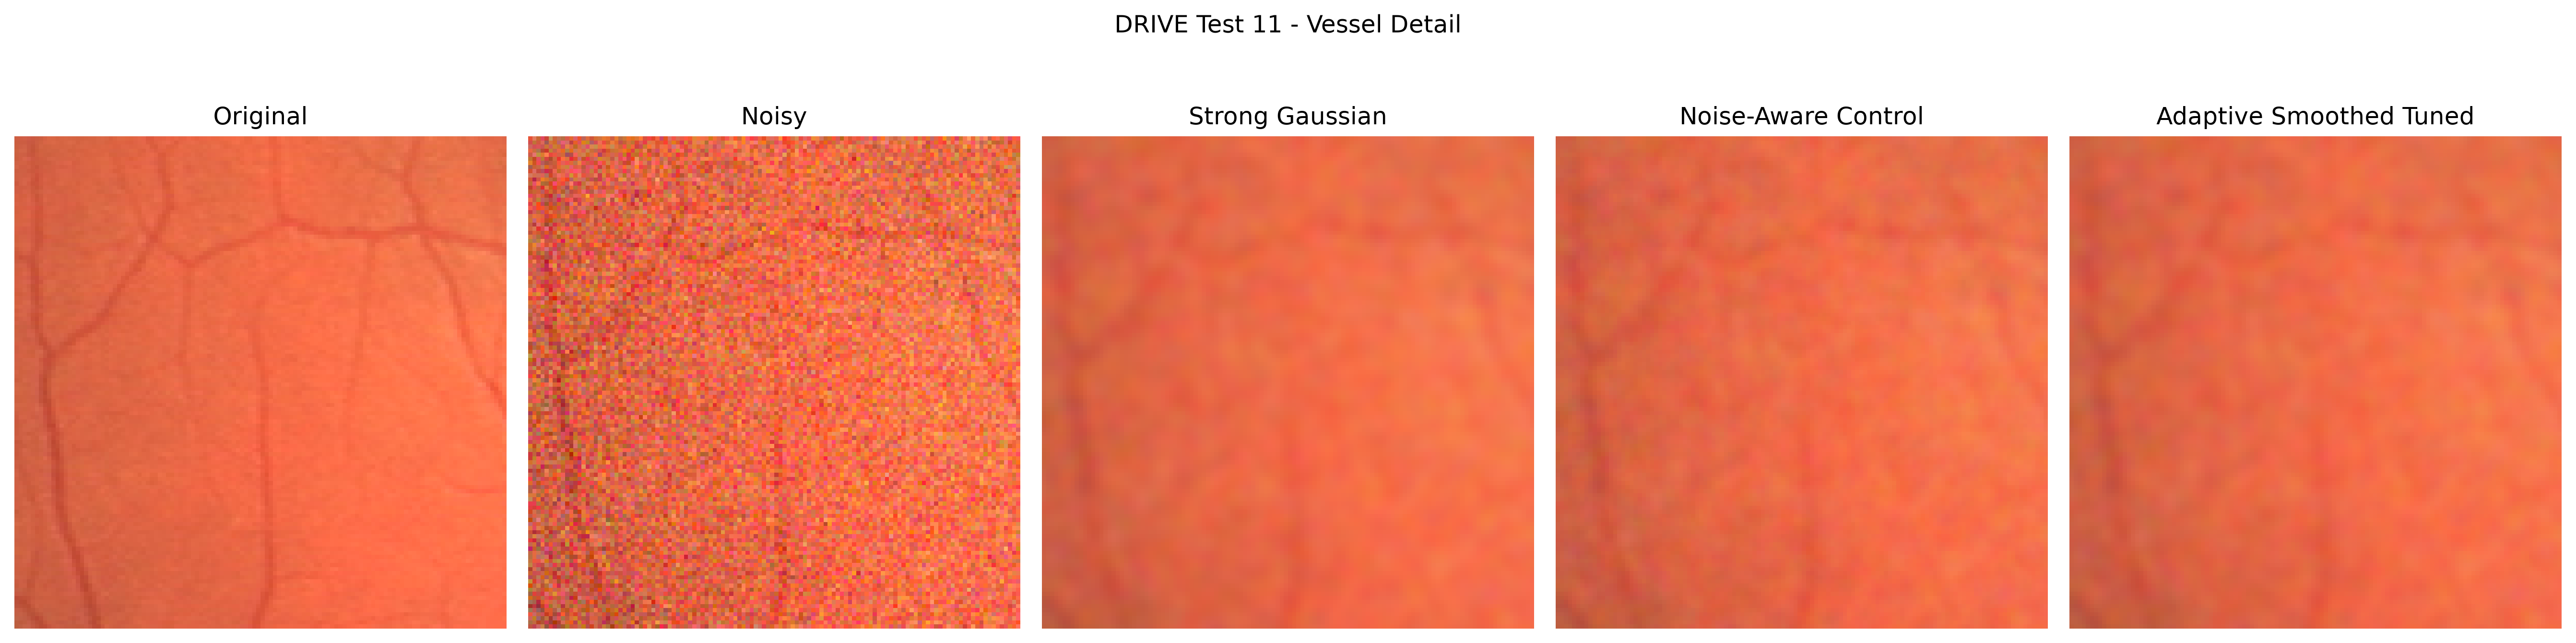 DRIVE Test 11 - Vessel Detail
Original
Noisy
Strong Gaussian
Noise-Aware Control
Adaptive Smoothed Tuned